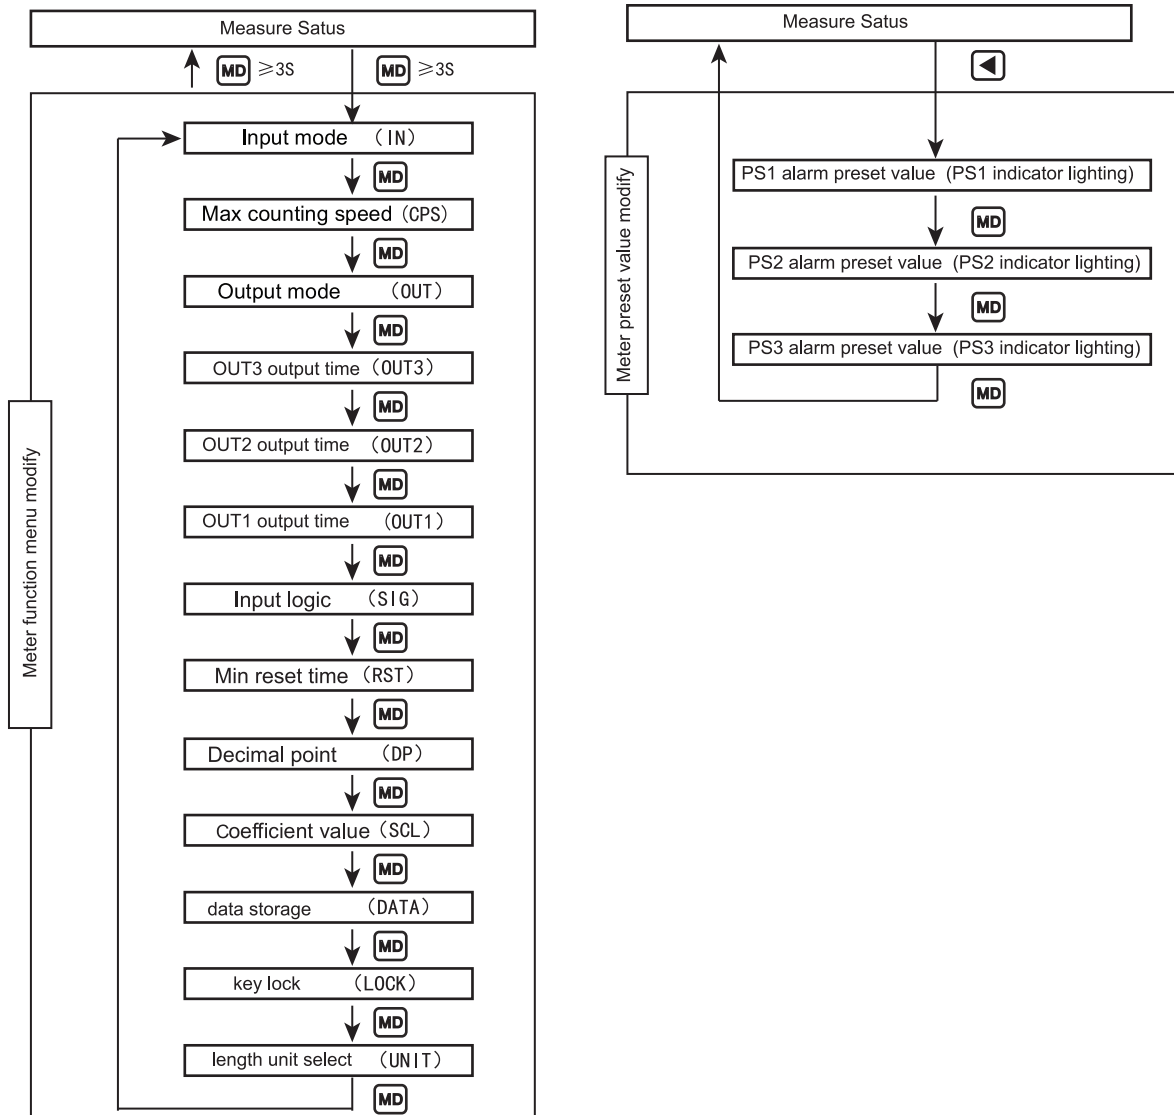 Measure Satus
MD ≥3S MD ≥3S
Meter function menu modify
Input mode (IN)
MD
Max counting speed (CPS)
MD
Output mode (OUT)
MD
OUT3 output time (OUT3)
MD
OUT2 output time (OUT2)
MD
OUT1 output time (OUT1)
MD
Input logic (SIG)
MD
Min reset time (RST)
MD
Decimal point (DP)
MD
Coefficient value (SCL)
MD
data storage (DATA)
MD
key lock (LOCK)
MD
length unit select (UNIT)
MD
Measure Satus
Meter preset value modify
PS1 alarm preset value (PS1 indicator lighting)
MD
PS2 alarm preset value (PS2 indicator lighting)
MD
PS3 alarm preset value (PS3 indicator lighting)
MD